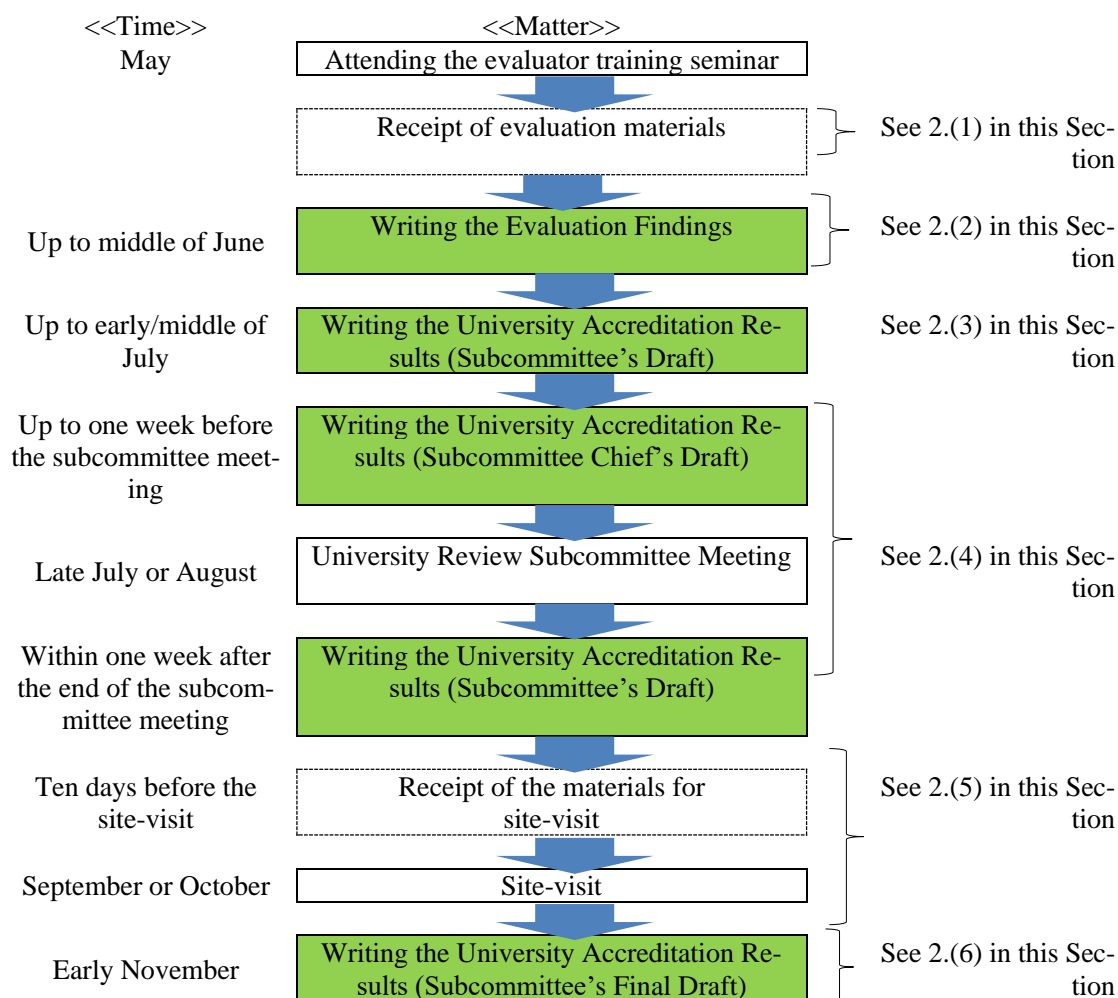 <<Time>> <<Matter>>
May Attending the evaluator training seminar
Receipt of evaluation materials
See 2.(1) in this Sec-
tion
Up to middle of June
Writing the Evaluation Findings
See 2.(2) in this Sec-
tion
Up to early/middle of
July
Writing the University Accreditation Re-
sults (Subcommittee's Draft)
See 2.(3) in this Sec-
tion
Up to one week before
the subcommittee meet-
ing
Writing the University Accreditation Re-
sults (Subcommittee Chief's Draft)
Late July or August
University Review Subcommittee Meeting
See 2.(4) in this Sec-
tion
Within one week after
the end of the subcom-
mittee meeting
Writing the University Accreditation Re-
sults (Subcommittee's Draft)
Ten days before the
site-visit
Receipt of the materials for
site-visit
See 2.(5) in this Sec-
tion
September or October
Site-visit
Early November
Writing the University Accreditation Re-
sults (Subcommittee's Final Draft)
See 2.(6) in this Sec-
tion